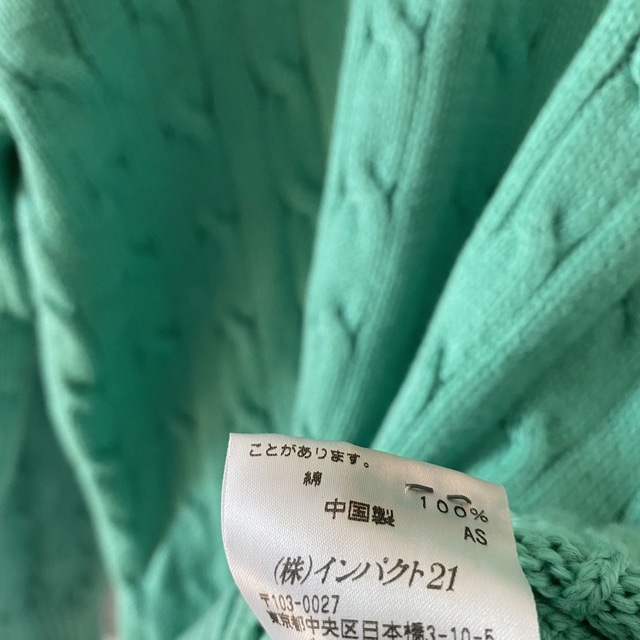 ことがあります。
綿 100%
中国製
AS
(株)インパクト21
〒103-0027
東京都中央区日本橋3-10-5